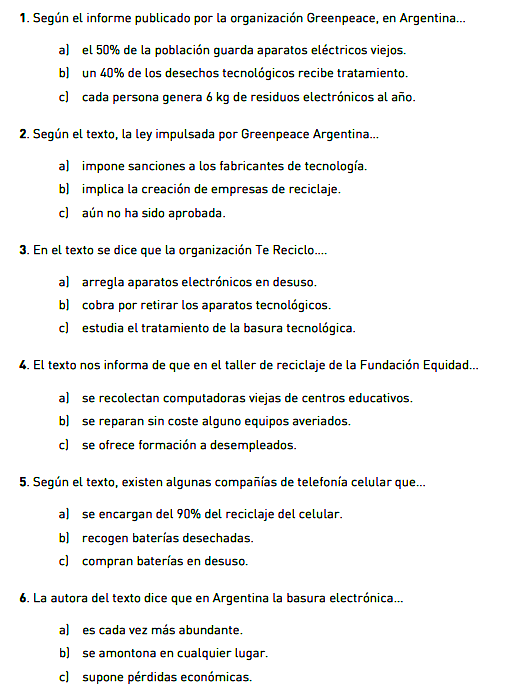 1. Según el informe publicado por la organización Greenpeace, en Argentina...
a) el 50% de la población guarda aparatos eléctricos viejos.
b) un 40% de los desechos tecnológicos recibe tratamiento.
c) cada persona genera 6 kg de residuos electrónicos al año.
2. Según el texto, la ley impulsada por Greenpeace Argentina...
a) impone sanciones a los fabricantes de tecnología.
b) implica la creación de empresas de reciclaje.
c) aún no ha sido aprobada.
3. En el texto se dice que la organización Te Reciclo....
a) arregla aparatos electrónicos en desuso.
b) cobra por retirar los aparatos tecnológicos.
c) estudia el tratamiento de la basura tecnológica.
4. El texto nos informa de que en el taller de reciclaje de la Fundación Equidad...
a) se recolectan computadoras viejas de centros educativos.
b) se reparan sin coste alguno equipos averiados.
c) se ofrece formación a desempleados.
5. Según el texto, existen algunas compañías de telefonía celular que...
a) se encargan del 90% del reciclaje del celular.
b) recogen baterías desechadas.
c) compran baterías en desuso.
6. La autora del texto dice que en Argentina la basura electrónica...
a) es cada vez más abundante.
b) se amontona en cualquier lugar.
c) supone pérdidas económicas.